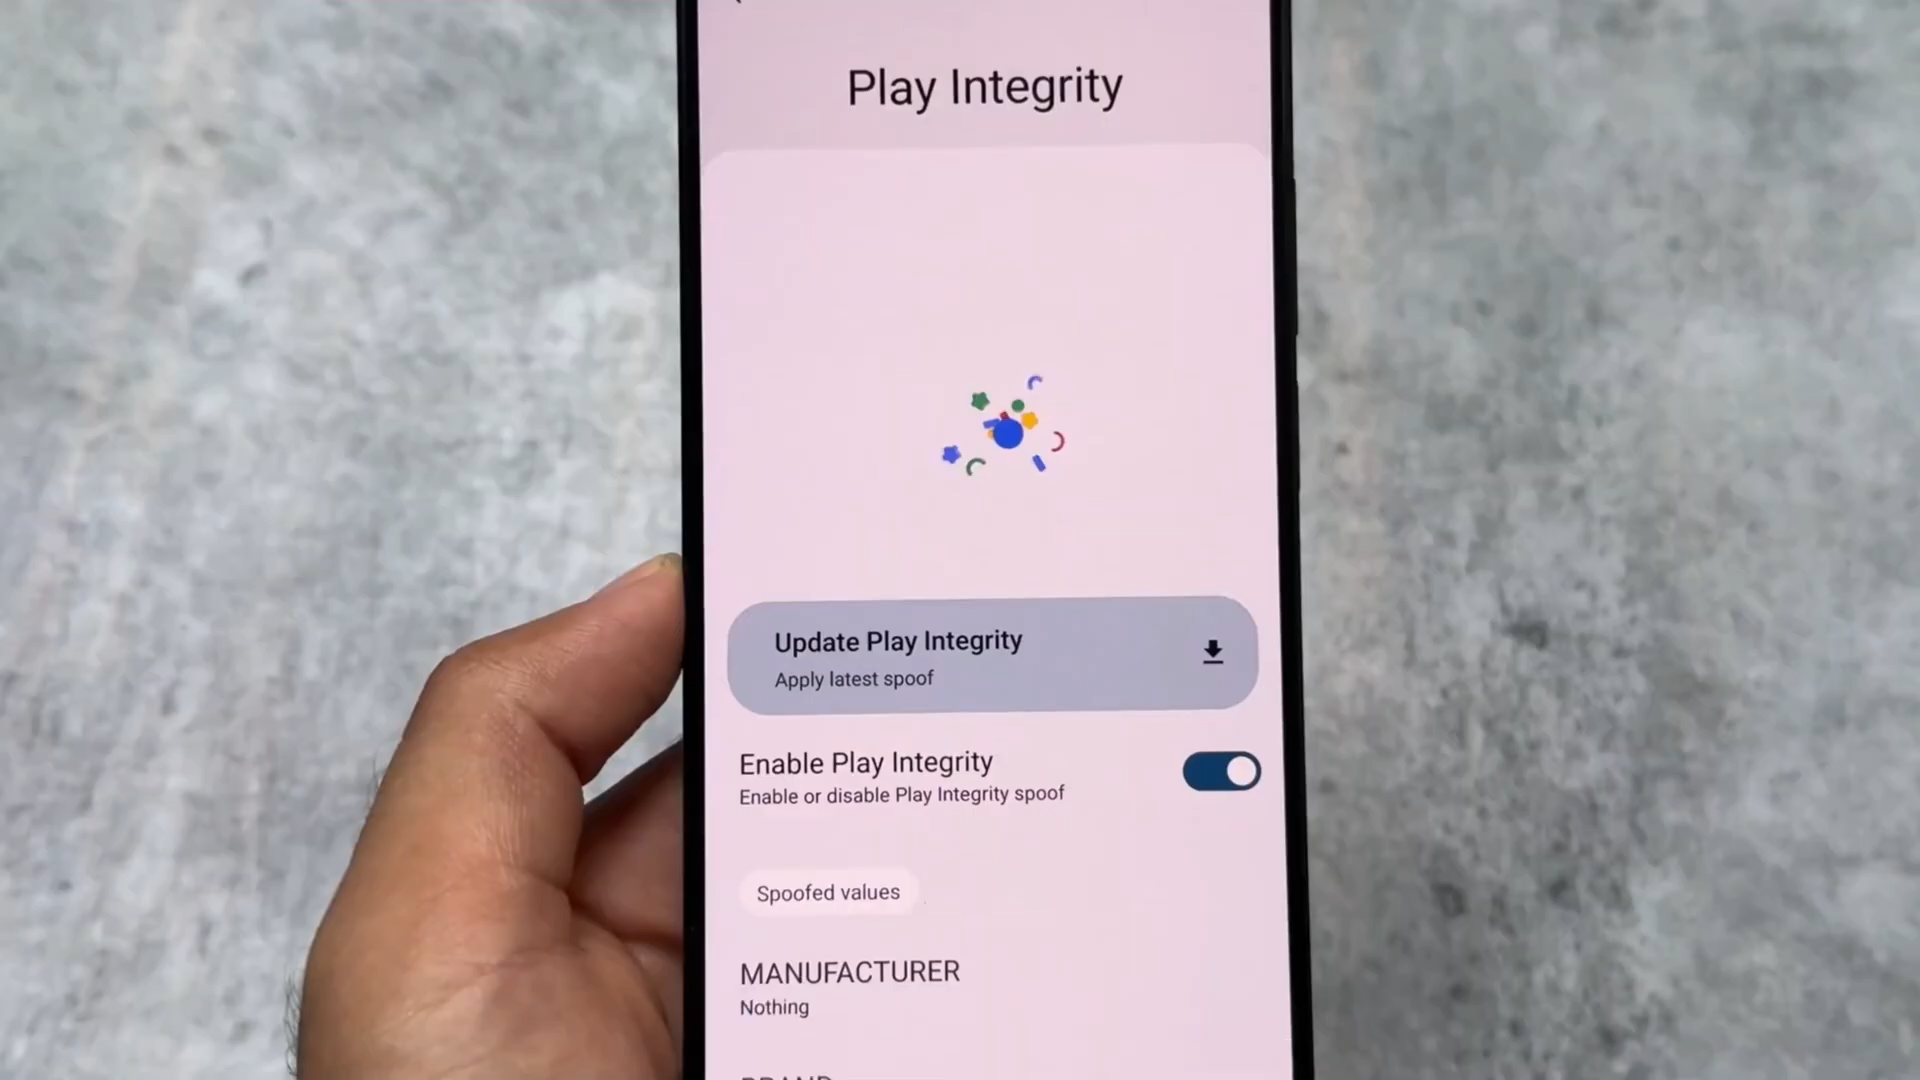 Play Integrity
Update Play Integrity
Apply latest spoof
Enable Play Integrity
Enable or disable Play Integrity spoof
Spoofed values
MANUFACTURER
Nothing
BRAND